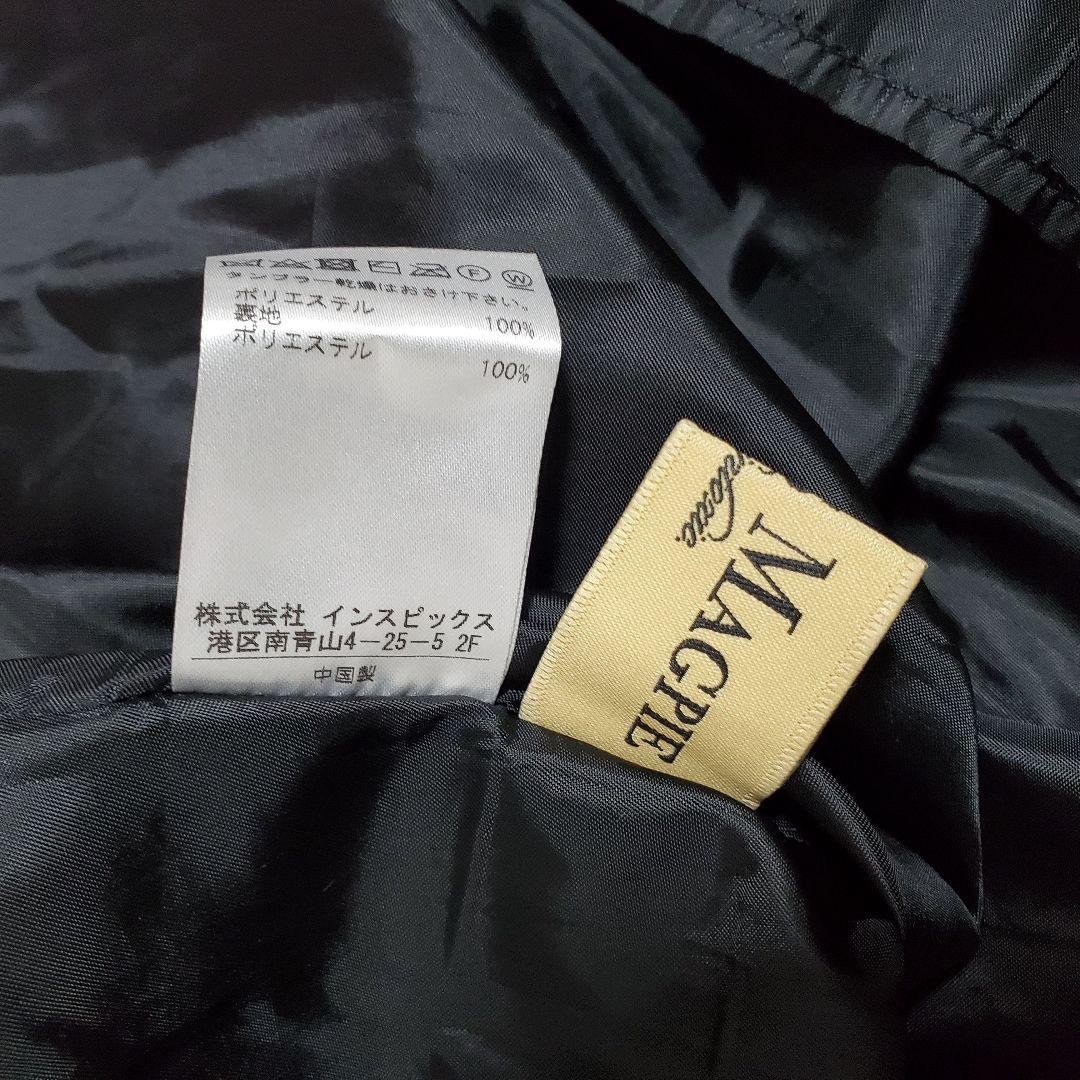 タンブラー乾燥はおさけ下さい。
ポリエステル 100%
裏地
ポリエステル 100%
株式会社 インスピックス
港区南青山4-25-5 2F
中国製
F
W
MAGPIE